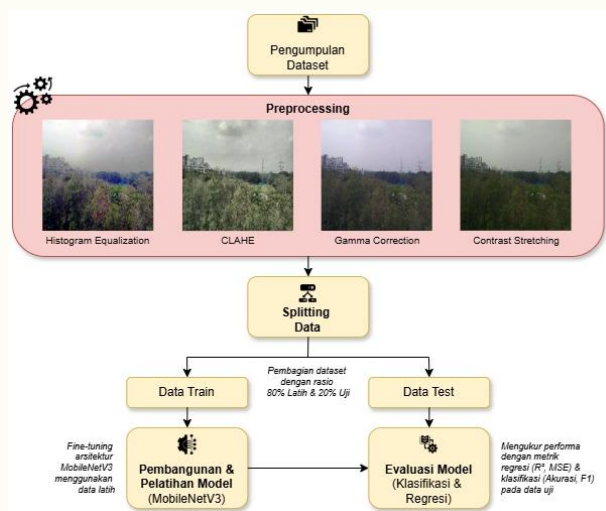 Pengumpulan
Dataset
Preprocessing
Histogram Equalization
CLAHE
Gamma Correction
Contrast Stretching
Splitting
Data
Pembagian dataset
dengan rasio
80% Latih & 20% Uji
Data Train
Data Test
Fine-tuning
arsitektur
MobileNetV3
menggunakan
data latih
Pembangunan &
Pelatihan Model
(MobileNetV3)
Evaluasi Model
(Klasifikasi &
Regresi)
Mengukur performa
dengan metrik
regresi (R², MSE) &
klasifikasi (Akurasi, F1)
pada data uji